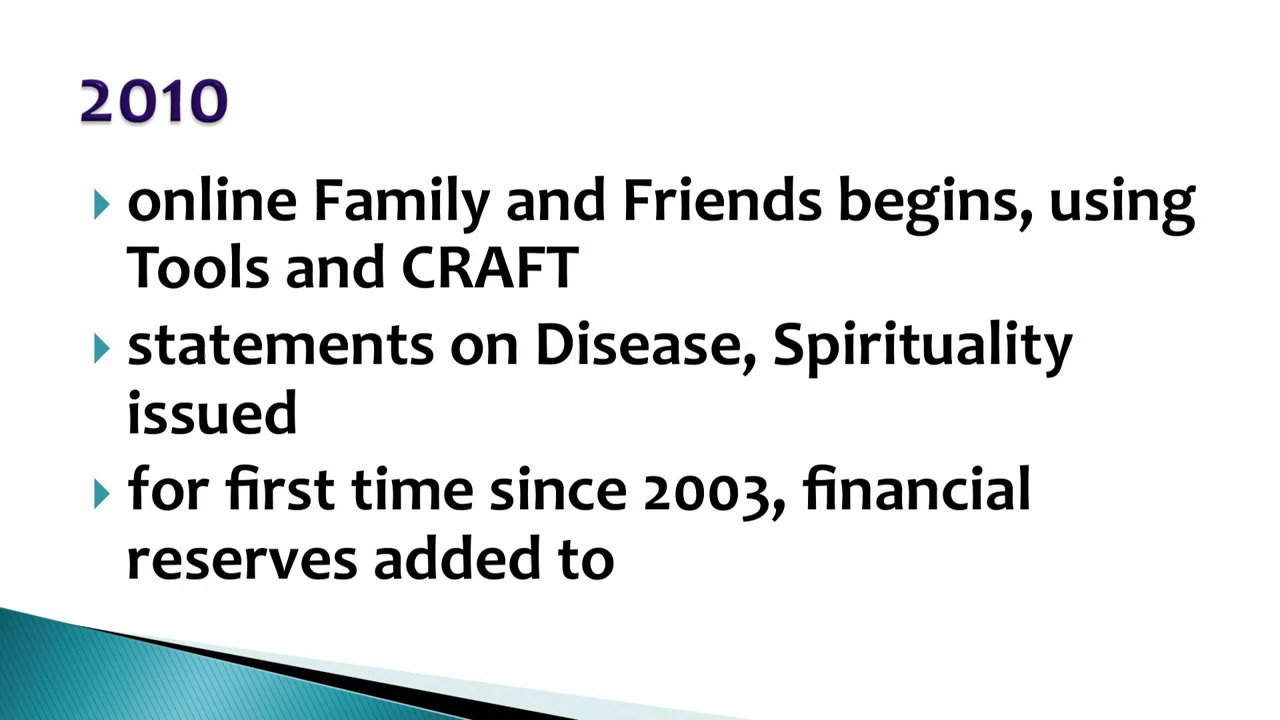 2010
online Family and Friends begins, using
Tools and CRAFT
statements on Disease, Spirituality
issued
for first time since 2003, financial
reserves added to